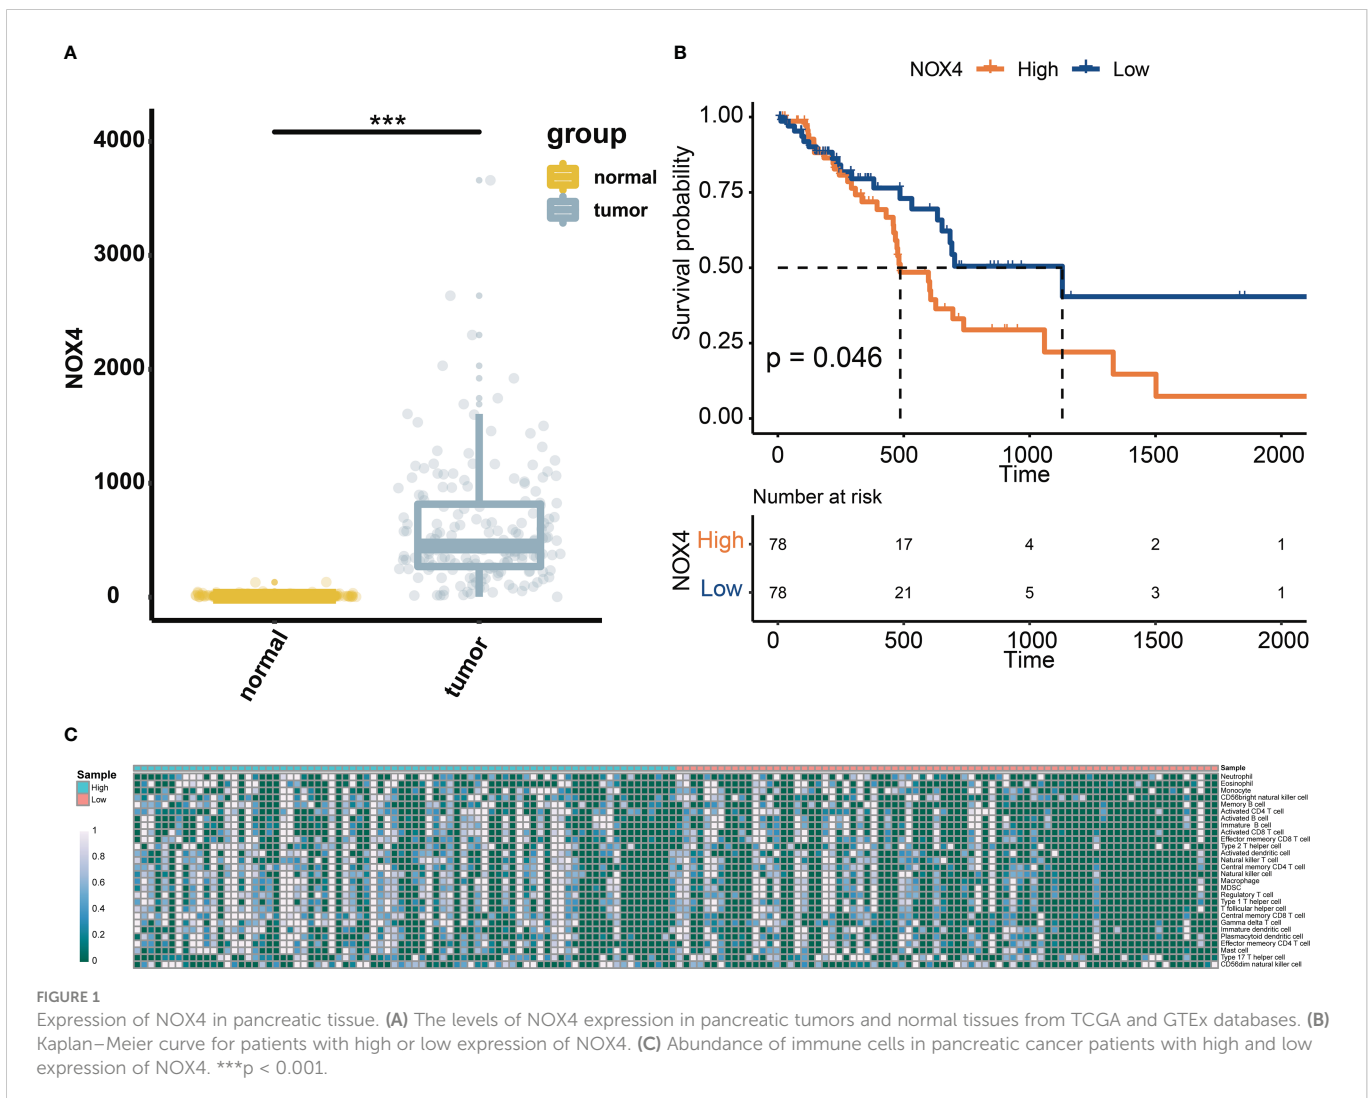 A
4000
3000
2000
1000
0
NOX4
***
group
normal
tumor
normal
tumor
B
NOX4 High Low
Survival probability
1.00
0.75
0.50
0.25
0.00
p = 0.046
0 500 1000 1500 2000
Time
Number at risk
NOX4
High 78 17 4 2 1
Low 78 21 5 3 1
0 500 1000 1500 2000
Time
C
Sample
High
Low
1
0.8
0.6
0.4
0.2
0
Sample
Neutrophil
Eosinophil
Monocyte
CD56bright natural killer cell
Memory B cell
Activated CD4 T cell
Activated B cell
Immature B cell
Activated CD8 T cell
Effector memeory CD8 T cell
Type 2 T helper cell
Activated dendritic cell
Natural killer T cell
Central memory CD4 T cell
Natural killer cell
Macrophage
MDSC
Regulatory T cell
Type 1 T helper cell
T follicular helper cell
Central memory CD8 T cell
Gamma delta T cell
Immature dendritic cell
Plasmacytoid dendritic cell
Effector memeory CD4 T cell
Mast cell
Type 17 T helper cell
CD56dim natural killer cell
FIGURE 1
Expression of NOX4 in pancreatic tissue. (A) The levels of NOX4 expression in pancreatic tumors and normal tissues from TCGA and GTEx databases. (B)
Kaplan–Meier curve for patients with high or low expression of NOX4. (C) Abundance of immune cells in pancreatic cancer patients with high and low
expression of NOX4. ***p < 0.001.